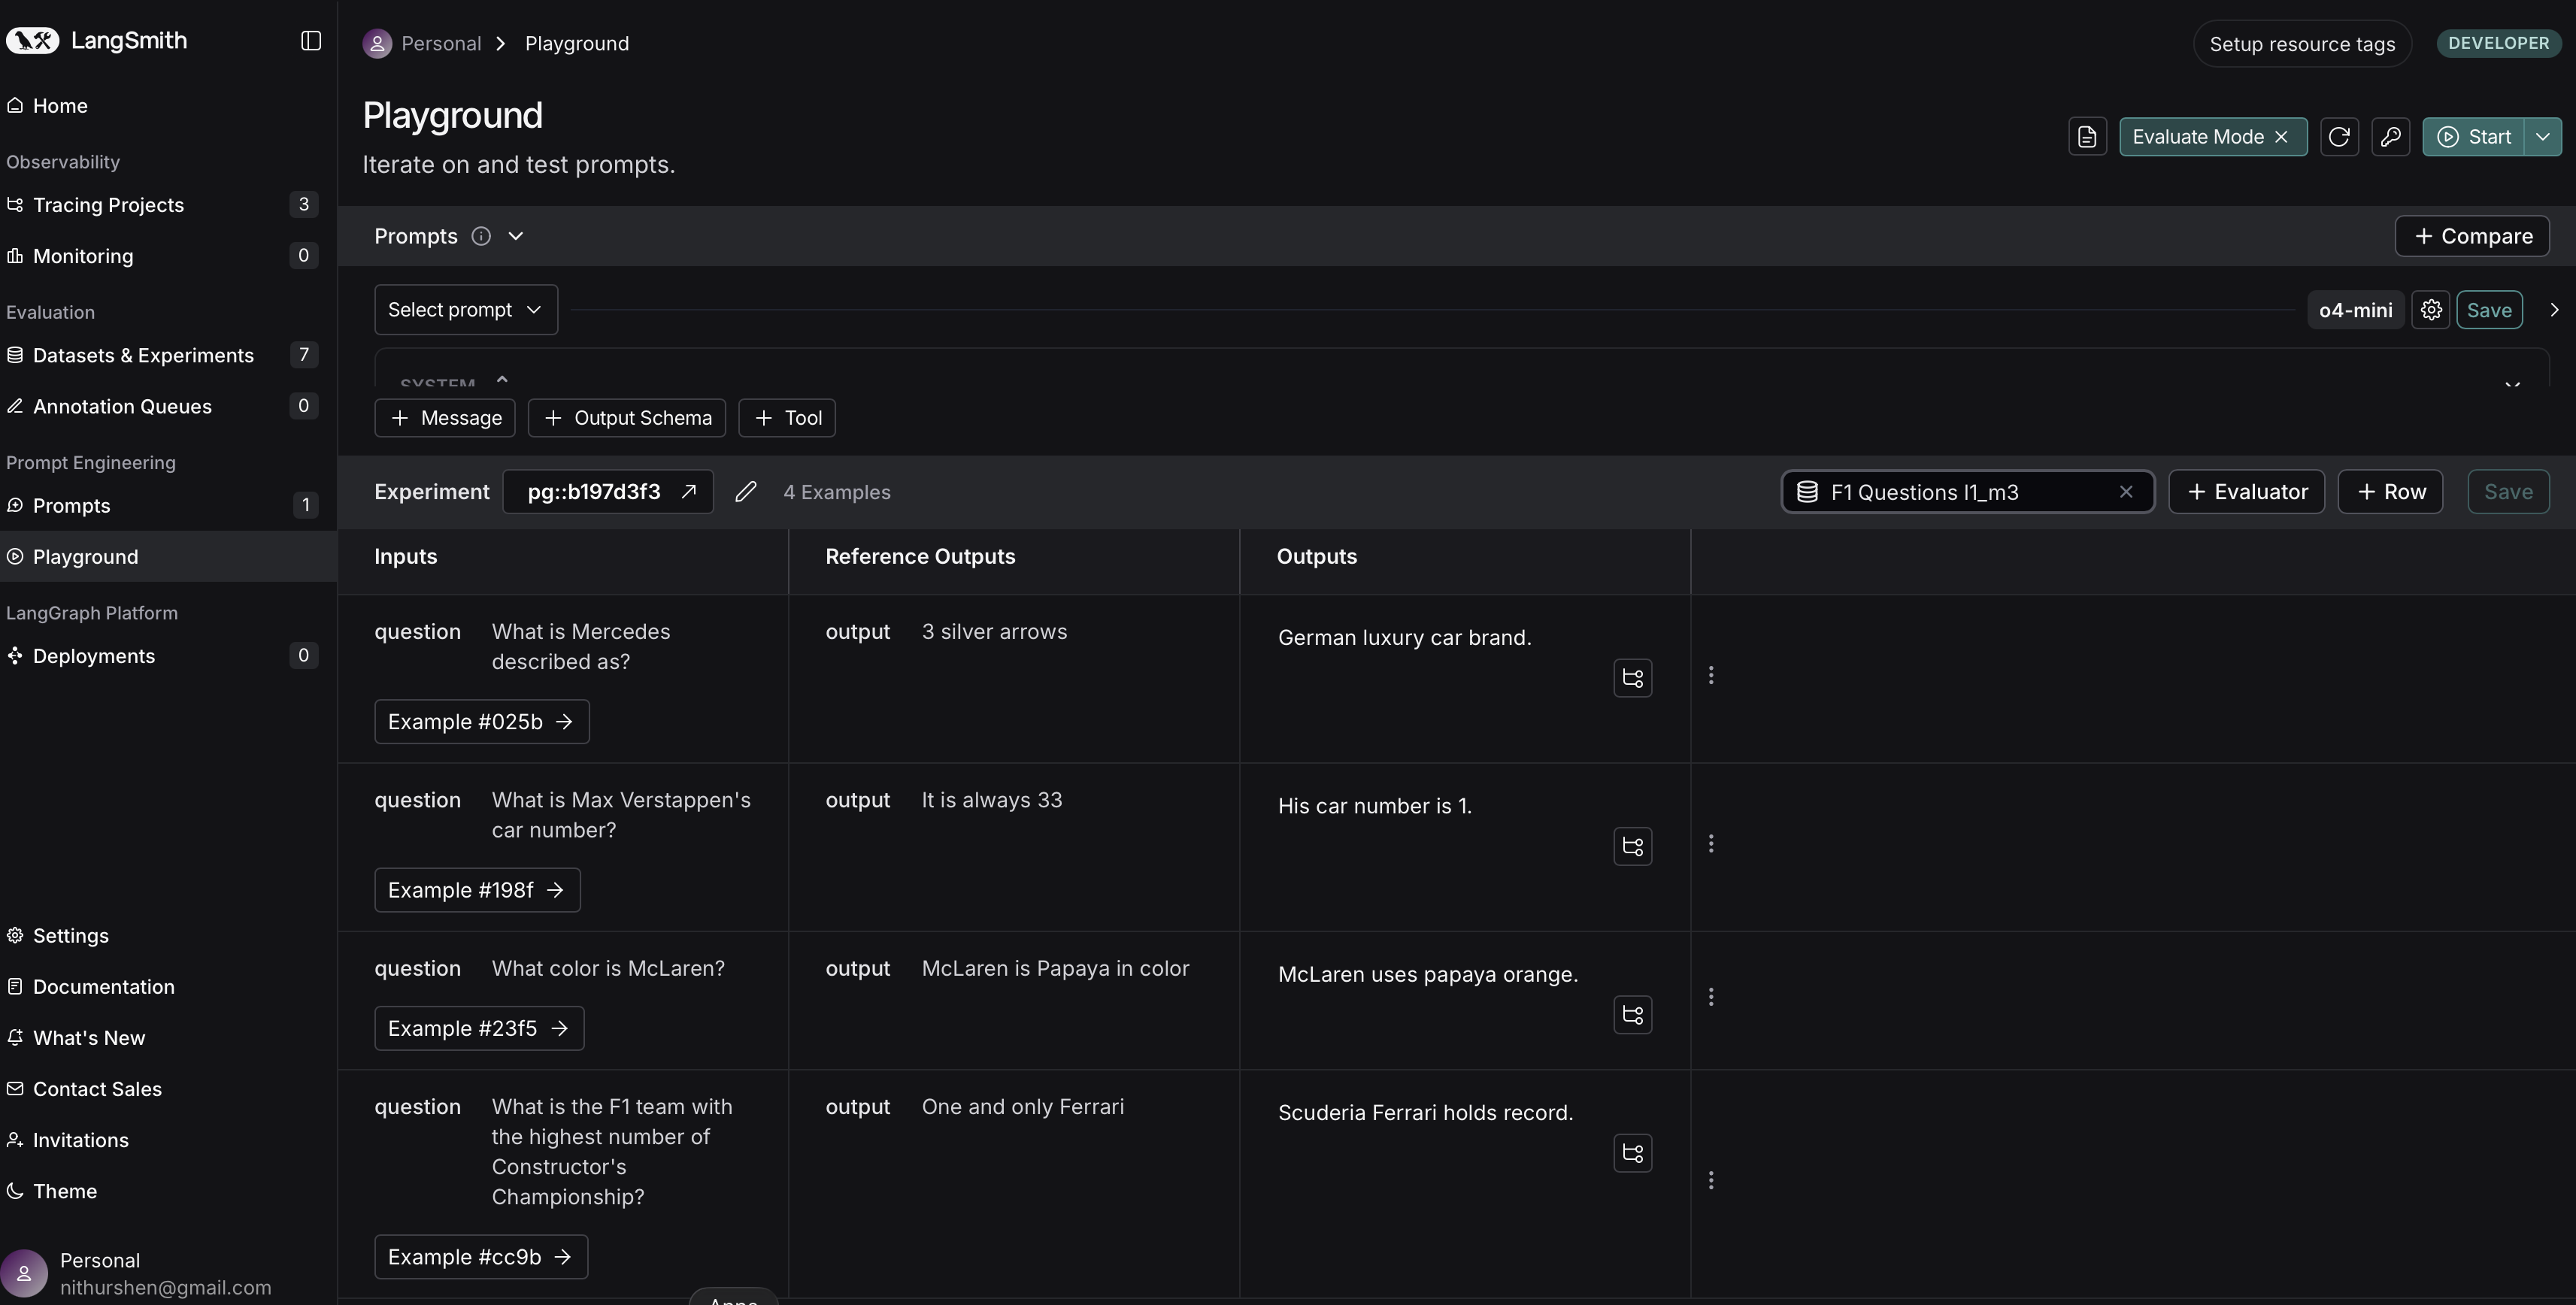 LangSmith
Home
Observability
Tracing Projects 3
Monitoring 0
Evaluation
Datasets & Experiments 7
Annotation Queues 0
Prompt Engineering
Prompts 1
Playground
LangGraph Platform
Deployments 0
Settings
Documentation
What's New
Contact Sales
Invitations
Theme
Personal
nithurshen@gmail.com
Personal > Playground
Setup resource tags
DEVELOPER
Playground
Iterate on and test prompts.
Evaluate Mode
Start
Prompts
+ Compare
Select prompt
o4-mini
Save
SYSTEM
+ Message
+ Output Schema
+ Tool
Experiment
pg::b197d3f3
4 Examples
F1 Questions l1_m3
+ Evaluator
+ Row
Save
Inputs
Reference Outputs
Outputs
question What is Mercedes
described as?
Example #025b
output 3 silver arrows
German luxury car brand.
question What is Max Verstappen's
car number?
Example #198f
output It is always 33
His car number is 1.
question What color is McLaren?
Example #23f5
output McLaren is Papaya in color
McLaren uses papaya orange.
question What is the F1 team with
the highest number of
Constructor's
Championship?
Example #cc9b
output One and only Ferrari
Scuderia Ferrari holds record.